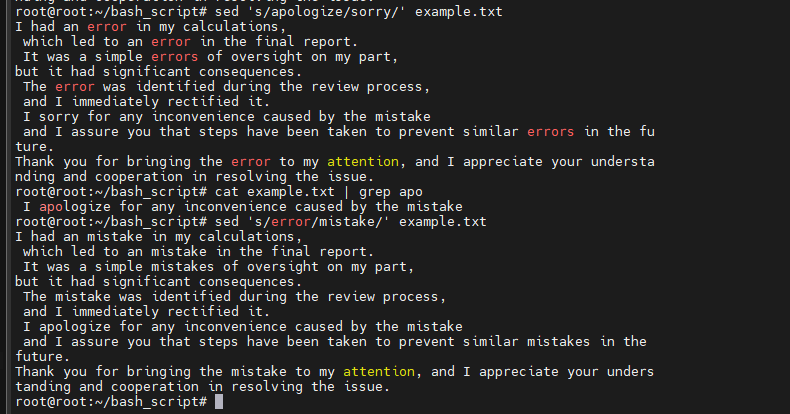 root@root:~/bash_script# sed 's/apologize/sorry/' example.txt
I had an error in my calculations,
which led to an error in the final report.
It was a simple errors of oversight on my part,
but it had significant consequences.
The error was identified during the review process,
and I immediately rectified it.
I sorry for any inconvenience caused by the mistake
and I assure you that steps have been taken to prevent similar errors in the fu
ture.
Thank you for bringing the error to my attention, and I appreciate your understa
nding and cooperation in resolving the issue.
root@root:~/bash_script# cat example.txt | grep apo
I apologize for any inconvenience caused by the mistake
root@root:~/bash_script# sed 's/error/mistake/' example.txt
I had an mistake in my calculations,
which led to an mistake in the final report.
It was a simple mistakes of oversight on my part,
but it had significant consequences.
The mistake was identified during the review process,
and I immediately rectified it.
I apologize for any inconvenience caused by the mistake
and I assure you that steps have been taken to prevent similar mistakes in the
future.
Thank you for bringing the mistake to my attention, and I appreciate your unders
tanding and cooperation in resolving the issue.
root@root:~/bash_script#